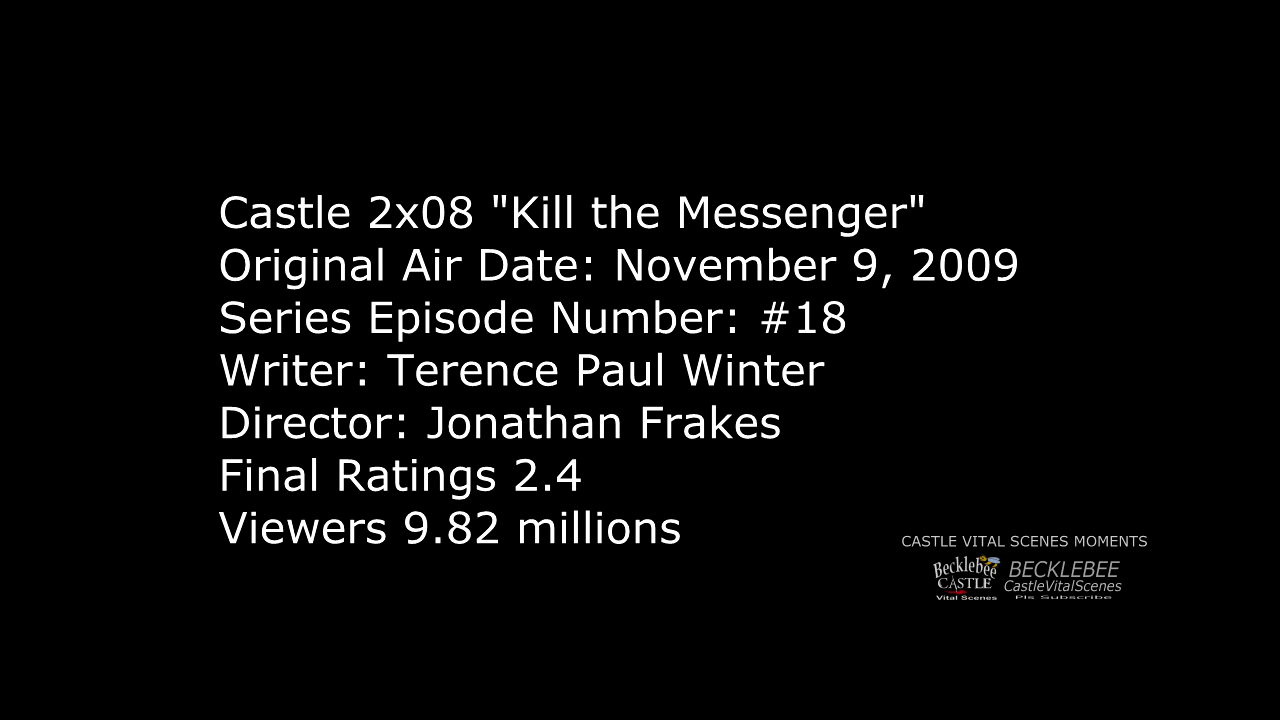 Castle 2x08 "Kill the Messenger"
Original Air Date: November 9, 2009
Series Episode Number: #18
Writer: Terence Paul Winter
Director: Jonathan Frakes
Final Ratings 2.4
Viewers 9.82 millions
CASTLE VITAL SCENES MOMENTS
Becklebee
CASTLE
Vital Scenes
BECKLEBEE
CastleVitalScenes
Pls Subscribe